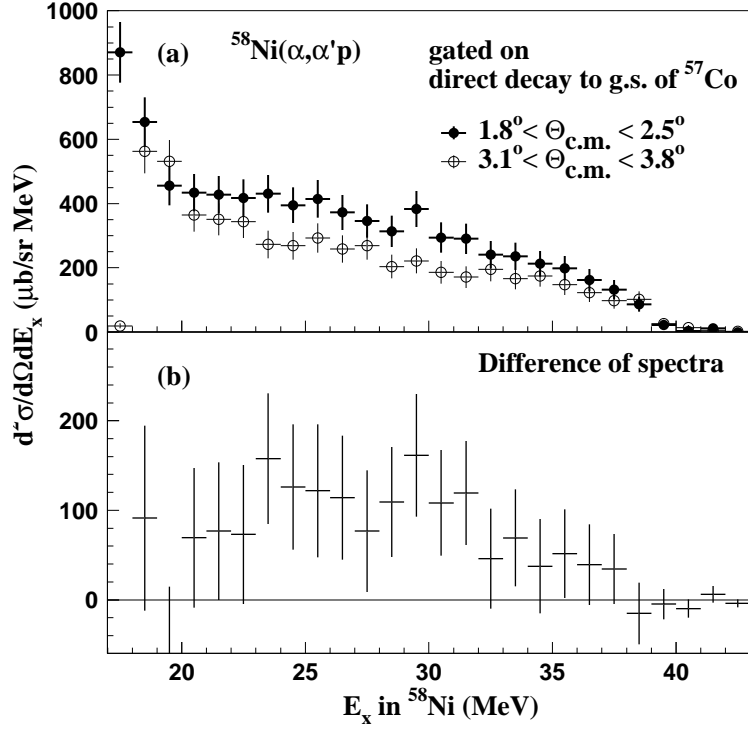 1000
800
600
400
200
0
(a)
⁵⁸Ni(α,α'p)
gated on
direct decay to g.s. of ⁵⁷Co
1.8° < Θc.m. < 2.5°
3.1° < Θc.m. < 3.8°
(b)
Difference of spectra
200
100
0
20 25 30 35 40
Eₓ in ⁵⁸Ni (MeV)
σ/dΩdEₓ (μb/sr MeV)